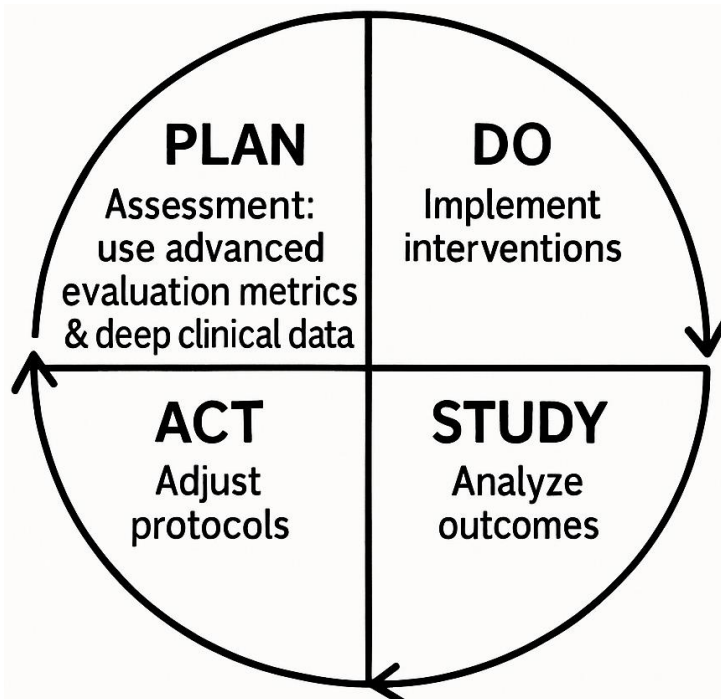 PLAN
Assessment:
use advanced
evaluation metrics
& deep clinical data
DO
Implement
interventions
ACT
Adjust
protocols
STUDY
Analyze
outcomes